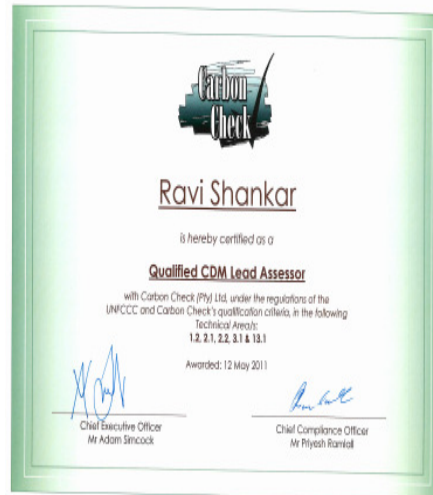 Carbon
Check
Ravi Shankar
is hereby certified as a
Qualified CDM Lead Assessor
with Carbon Check (Pty) Ltd, under the regulations of the
UNFCCC and Carbon Check's qualification criteria, in the following
Technical Area/s:
1.2, 2.1, 2.2, 3.1 & 13.1
Awarded: 12 May 2011
Chief Executive Officer
Mr Adam Simcock
Chief Compliance Officer
Mr Priyesh Ramlall